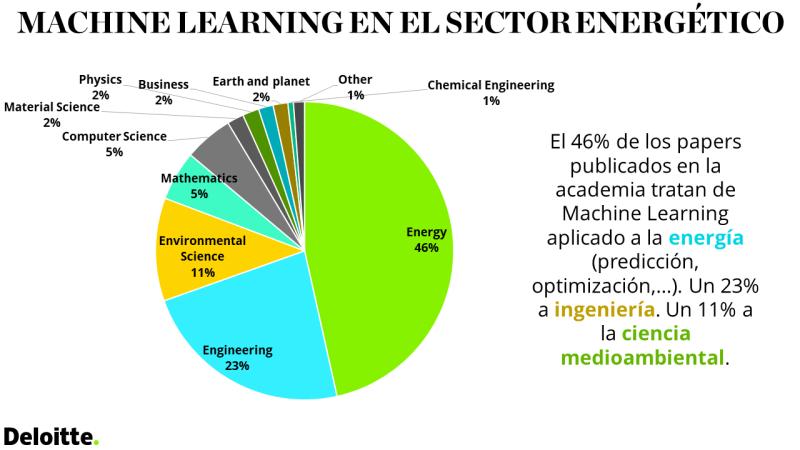 MACHINE LEARNING EN EL SECTOR ENERGÉTICO
Physics
2%
Business
2%
Earth and planet
2%
Other
1%
Chemical Engineering
1%
Material Science
2%
Computer Science
5%
Mathematics
5%
Environmental
Science
11%
Energy
46%
Engineering
23%
El 46% de los papers
publicados en la
academia tratan de
Machine Learning
aplicado a la energía
(predicción,
optimización,...). Un 23%
a ingeniería. Un 11% a
la ciencia
medioambiental.
Deloitte.